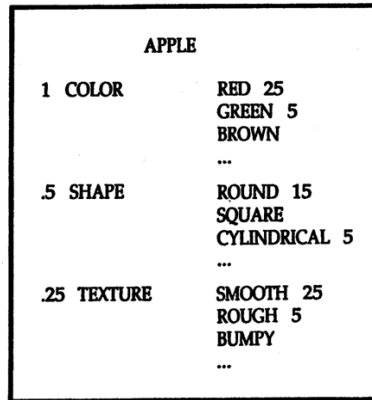 APPLE
1 COLOR RED 25
GREEN 5
BROWN
...
.5 SHAPE ROUND 15
SQUARE
CYLINDRICAL 5
...
.25 TEXTURE SMOOTH 25
ROUGH 5
BUMPY
...